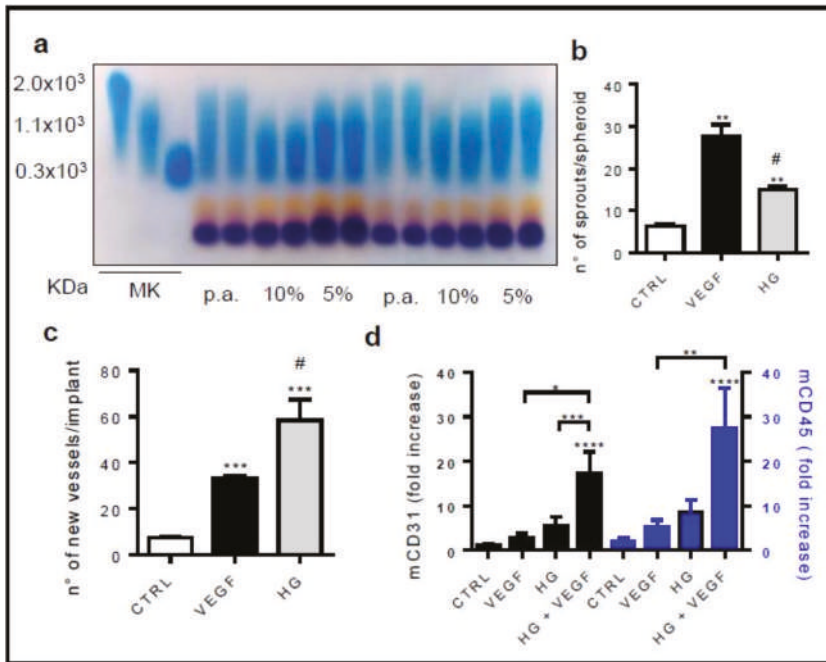 a
2.0x10³
1.1x10³
0.3x10³
KDa
MK
p.a. 10% 5% p.a. 10% 5%
b
n° of sprouts/spheroid
40
30
20
10
0
**
#
**
CTRL
VEGF
HG
c
n° of new vessels/implant
80
60
40
20
0
***
#
***
CTRL
VEGF
HG
d
mCD31 (fold increase)
40
30
20
10
0
*
***
****
**
****
CTRL
VEGF
HG
HG + VEGF
CTRL
VEGF
HG
HG + VEGF
40
30
20
10
0
mCD45 ( fold increase)